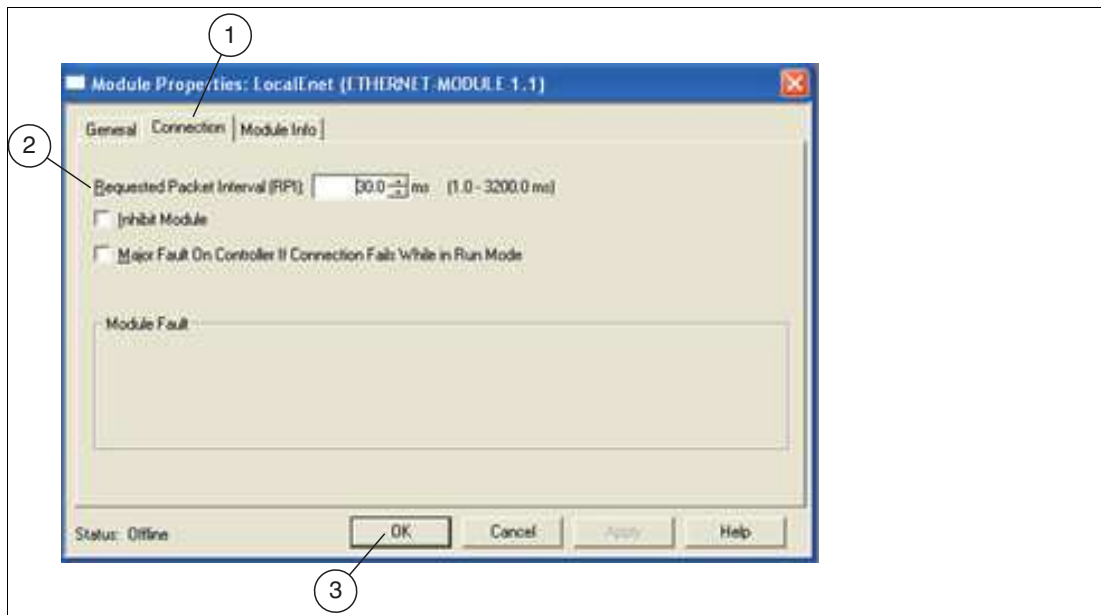 1
Module Properties: LocalEnet (ETHERNET-MODULE 1.1)
General Connection Module Info
2
Requested Packet Interval (RPI): 30.0 ms (1.0 - 3200.0 ms)
Inhibit Module
Major Fault On Controller If Connection Fails While in Run Mode
Module Fault
Status: Offline OK Cancel Apply Help
3